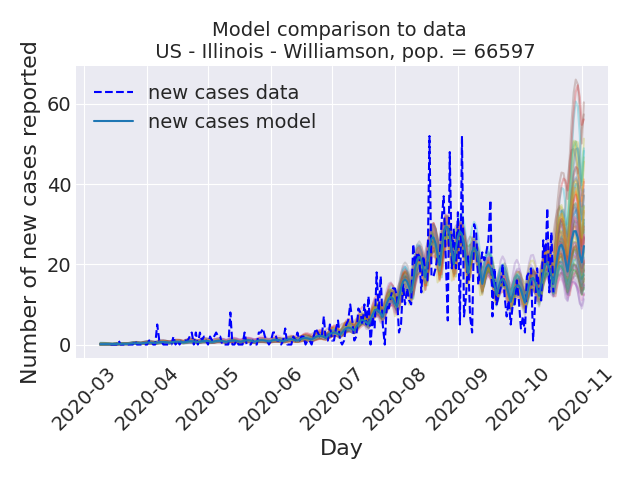 Model comparison to data
US - Illinois - Williamson, pop. = 66597
Number of new cases reported
60
40
20
0
new cases data
new cases model
2020-03
2020-04
2020-05
2020-06
2020-07
2020-08
2020-09
2020-10
2020-11
Day